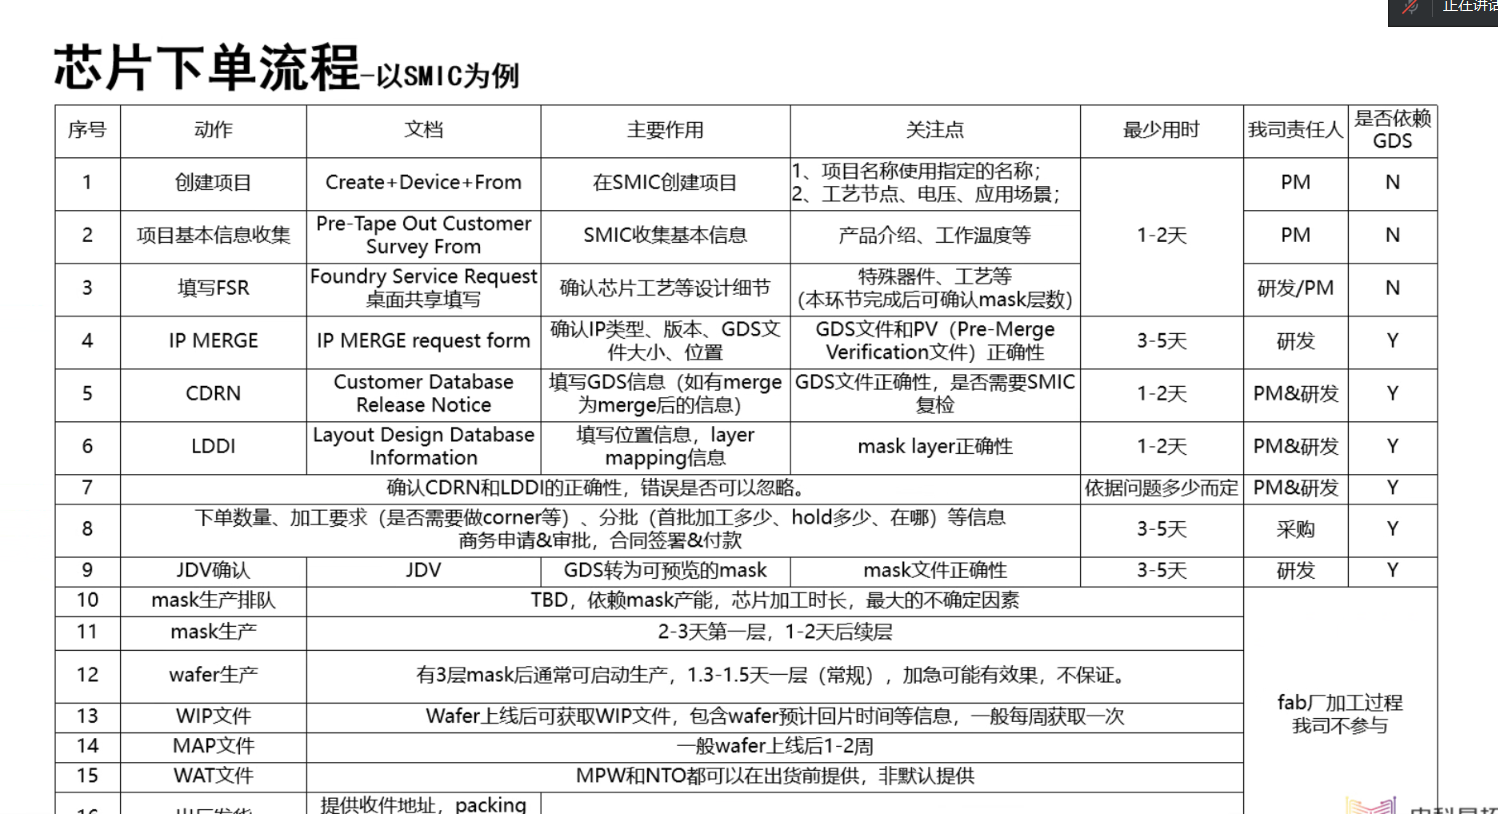 正在讲话
芯片下单流程-以SMIC为例
序号 动作 文档 主要作用 关注点 最少用时 我司责任人 是否依赖
GDS
1 创建项目 Create+Device+From 在SMIC创建项目 1、项目名称使用指定的名称；
2、工艺节点、电压、应用场景； 1-2天 PM N
2 项目基本信息收集 Pre-Tape Out Customer
Survey From SMIC收集基本信息 产品介绍、工作温度等 PM N
3 填写FSR Foundry Service Request
桌面共享填写 确认芯片工艺等设计细节 特殊器件、工艺等
(本环节完成后可确认mask层数) 研发/PM N
4 IP MERGE IP MERGE request form 确认IP类型、版本、GDS文
件大小、位置 GDS文件和PV（Pre-Merge
Verification文件）正确性 3-5天 研发 Y
5 CDRN Customer Database
Release Notice 填写GDS信息（如有merge
为merge后的信息) GDS文件正确性，是否需要SMIC
复检 1-2天 PM&研发 Y
6 LDDI Layout Design Database
Information 填写位置信息，layer
mapping信息 mask layer正确性 1-2天 PM&研发 Y
7 确认CDRN和LDDI的正确性，错误是否可以忽略。 依据问题多少而定 PM&研发 Y
8 下单数量、加工要求（是否需要做corner等）、分批（首批加工多少、hold多少、在哪）等信息
商务申请&审批，合同签署&付款 3-5天 采购 Y
9 JDV确认 JDV GDS转为可预览的mask mask文件正确性 3-5天 研发 Y
10 mask生产排队 TBD，依赖mask产能，芯片加工时长，最大的不确定因素
11 mask生产 2-3天第一层，1-2天后续层
12 wafer生产 有3层mask后通常可启动生产，1.3-1.5天一层（常规），加急可能有效果，不保证。
fab厂加工过程
我司不参与
13 WIP文件 Wafer上线后可获取WIP文件，包含wafer预计回片时间等信息，一般每周获取一次
14 MAP文件 一般wafer上线后1-2周
15 WAT文件 MPW和NTO都可以在出货前提供，非默认提供
提供收件地址，packing